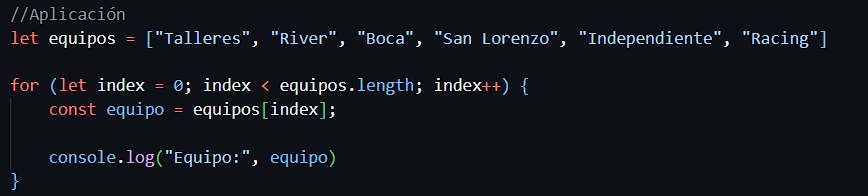 //Aplicación
let equipos = ["Talleres", "River", "Boca", "San Lorenzo", "Independiente", "Racing"]
for (let index = 0; index < equipos.length; index++) {
    const equipo = equipos[index];
    console.log("Equipo:", equipo)
}